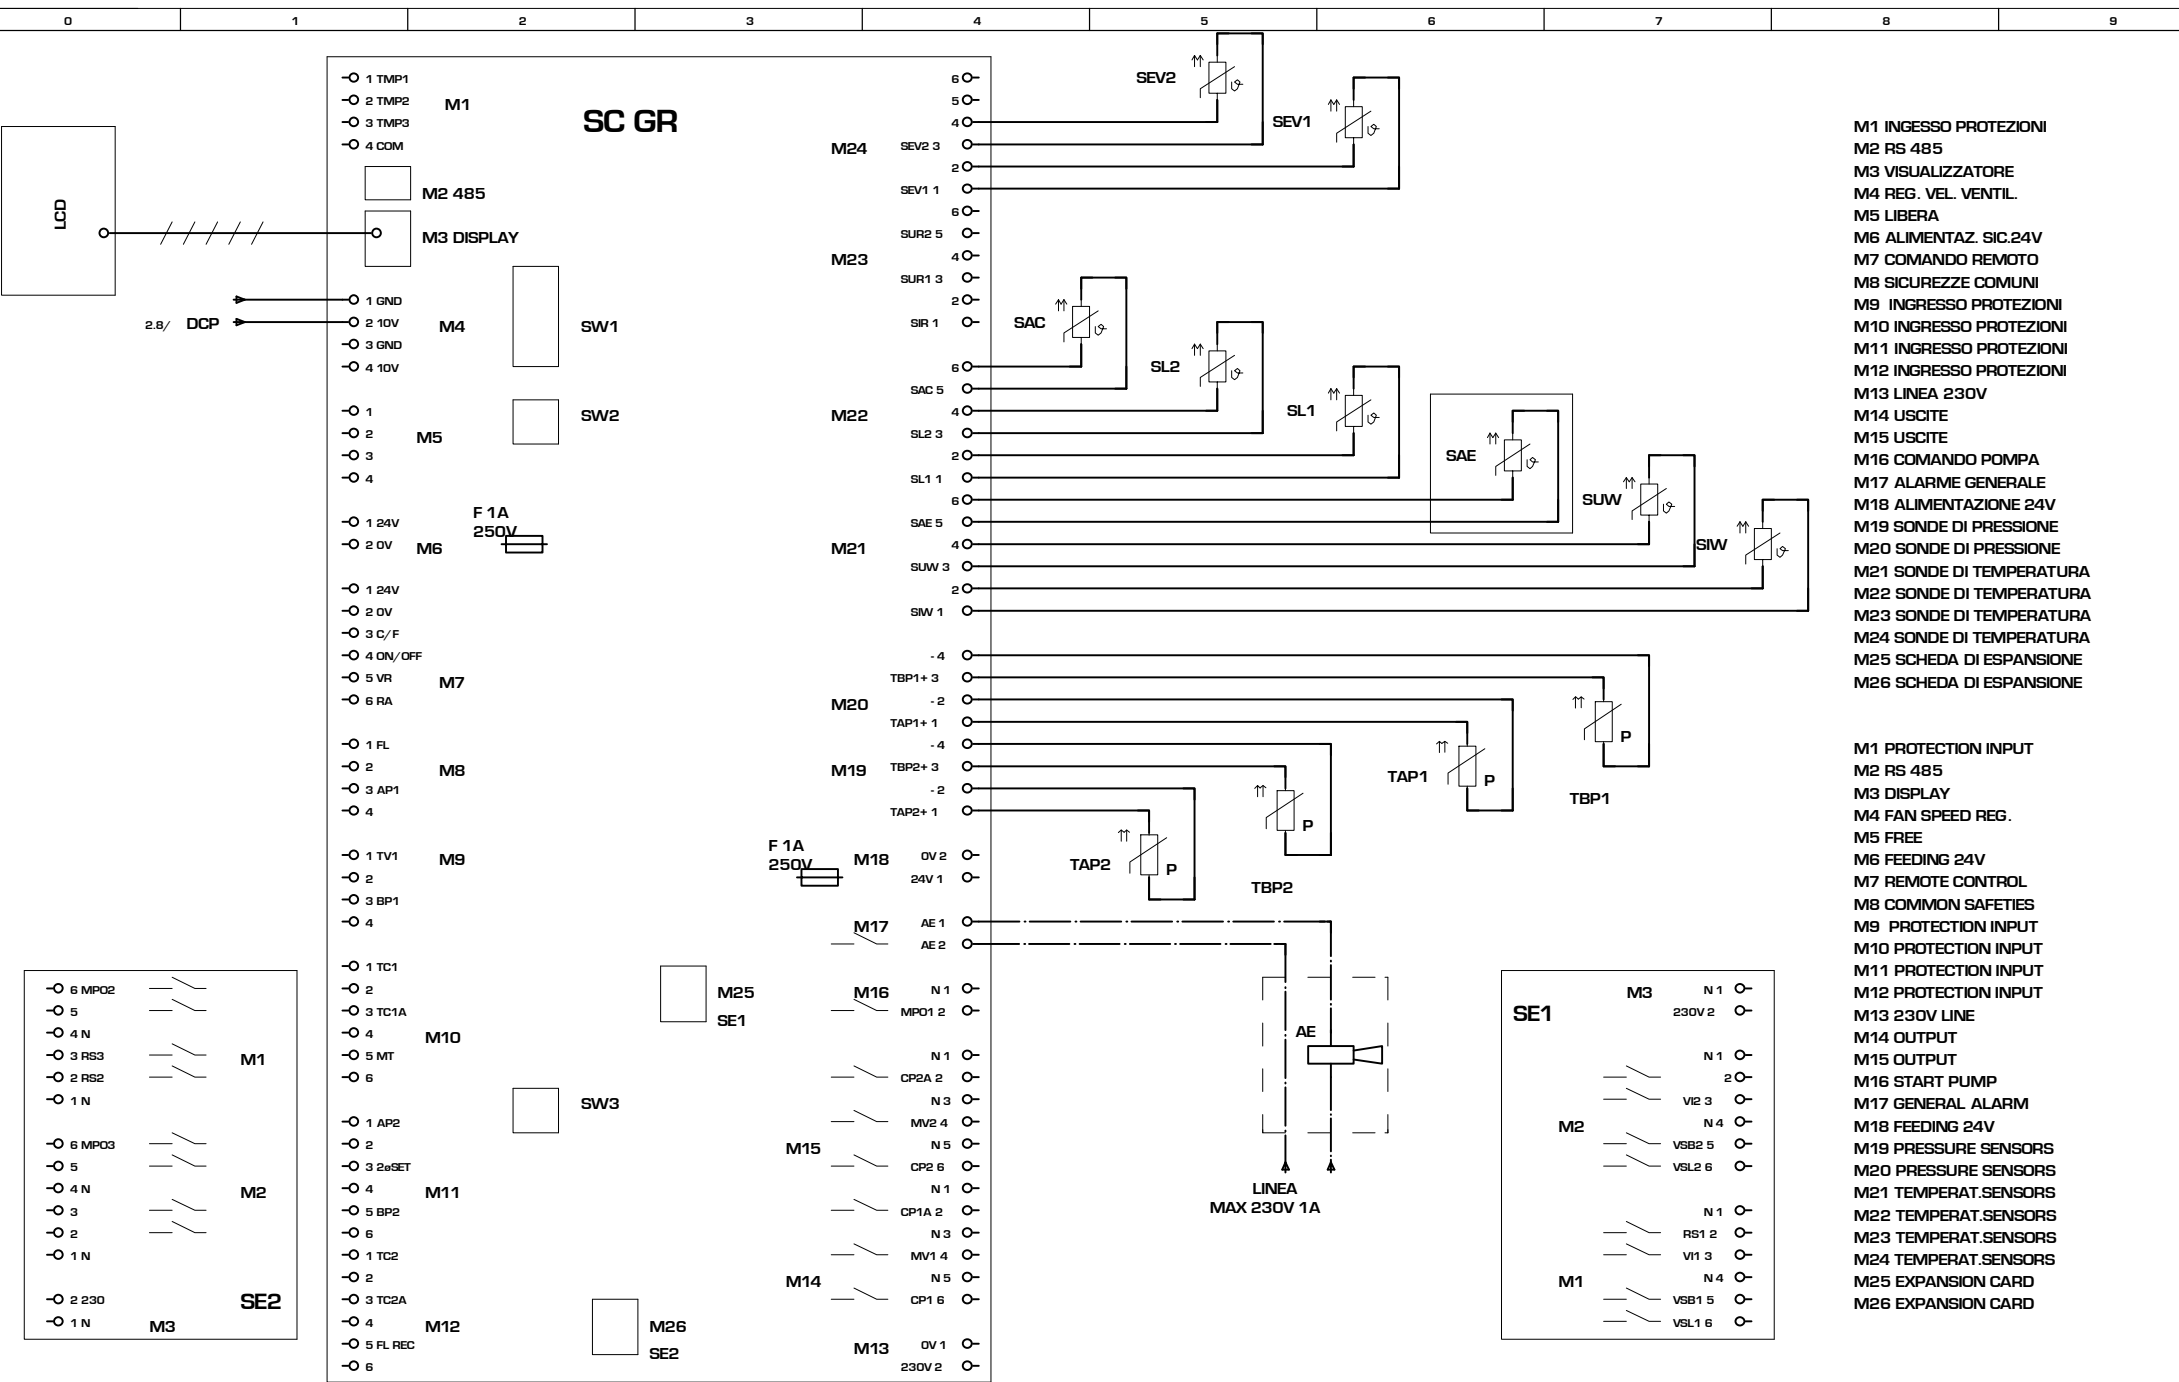 0 1 2 3 4 5 6 7 8 9
LCD
2.8/ DCP
SC GR
1 TMP1
2 TMP2
3 TMP3
4 COM
M1
M2 485
M3 DISPLAY
1 GND
2 10V
3 GND
4 10V
M4
SW1
1
2
3
4
M5
SW2
1 24V
2 0V
M6
F 1A
250V
1 24V
2 0V
3 C/F
4 ON/OFF
5 VR
6 RA
M7
1 FL
2
3 AP1
4
M8
1 TV1
2
3 BP1
4
M9
1 TC1
2
3 TC1A
4
5 MT
6
M10
1 AP2
2
3 2øSET
4
5 BP2
6
M11
1 TC2
2
3 TC2A
4
5 FL REC
6
M12
SW3
M25
SE1
M26
SE2
M24
6
5
4
SEV2 3
2
SEV1 1
M23
6
SUR2 5
4
SUR1 3
2
SIR 1
M22
6
SAC 5
4
SL2 3
2
SL1 1
M21
6
SAE 5
4
SUW 3
2
SIW 1
M20
- 4
TBP1+ 3
- 2
TAP1+ 1
M19
- 4
TBP2+ 3
- 2
TAP2+ 1
F 1A
250V
M18
0V 2
24V 1
M17
AE 1
AE 2
M16
N 1
MPO1 2
M15
N 1
CP2A 2
N 3
MV2 4
N 5
CP2 6
M14
N 1
CP1A 2
N 3
MV1 4
N 5
CP1 6
M13
0V 1
230V 2
SEV2
SEV1
SAC
SL2
SL1
SAE
SUW
SIW
TBP1
P
TAP1
P
TBP2
P
TAP2
P
AE
LINEA
MAX 230V 1A
6 MPO2
5
4 N
3 RS3
2 RS2
1 N
M1
6 MPO3
5
4 N
3
2
1 N
M2
2 230
1 N
M3
SE2
SE1
M3
N 1
230V 2
M2
N 1
2
VI2 3
N 4
VSB2 5
VSL2 6
M1
N 1
RS1 2
VI1 3
N 4
VSB1 5
VSL1 6
M1 INGESSO PROTEZIONI
M2 RS 485
M3 VISUALIZZATORE
M4 REG. VEL. VENTIL.
M5 LIBERA
M6 ALIMENTAZ. SIC.24V
M7 COMANDO REMOTO
M8 SICUREZZE COMUNI
M9 INGRESSO PROTEZIONI
M10 INGRESSO PROTEZIONI
M11 INGRESSO PROTEZIONI
M12 INGRESSO PROTEZIONI
M13 LINEA 230V
M14 USCITE
M15 USCITE
M16 COMANDO POMPA
M17 ALARME GENERALE
M18 ALIMENTAZIONE 24V
M19 SONDE DI PRESSIONE
M20 SONDE DI PRESSIONE
M21 SONDE DI TEMPERATURA
M22 SONDE DI TEMPERATURA
M23 SONDE DI TEMPERATURA
M24 SONDE DI TEMPERATURA
M25 SCHEDA DI ESPANSIONE
M26 SCHEDA DI ESPANSIONE
M1 PROTECTION INPUT
M2 RS 485
M3 DISPLAY
M4 FAN SPEED REG.
M5 FREE
M6 FEEDING 24V
M7 REMOTE CONTROL
M8 COMMON SAFETIES
M9 PROTECTION INPUT
M10 PROTECTION INPUT
M11 PROTECTION INPUT
M12 PROTECTION INPUT
M13 230V LINE
M14 OUTPUT
M15 OUTPUT
M16 START PUMP
M17 GENERAL ALARM
M18 FEEDING 24V
M19 PRESSURE SENSORS
M20 PRESSURE SENSORS
M21 TEMPERAT.SENSORS
M22 TEMPERAT.SENSORS
M23 TEMPERAT.SENSORS
M24 TEMPERAT.SENSORS
M25 EXPANSION CARD
M26 EXPANSION CARD